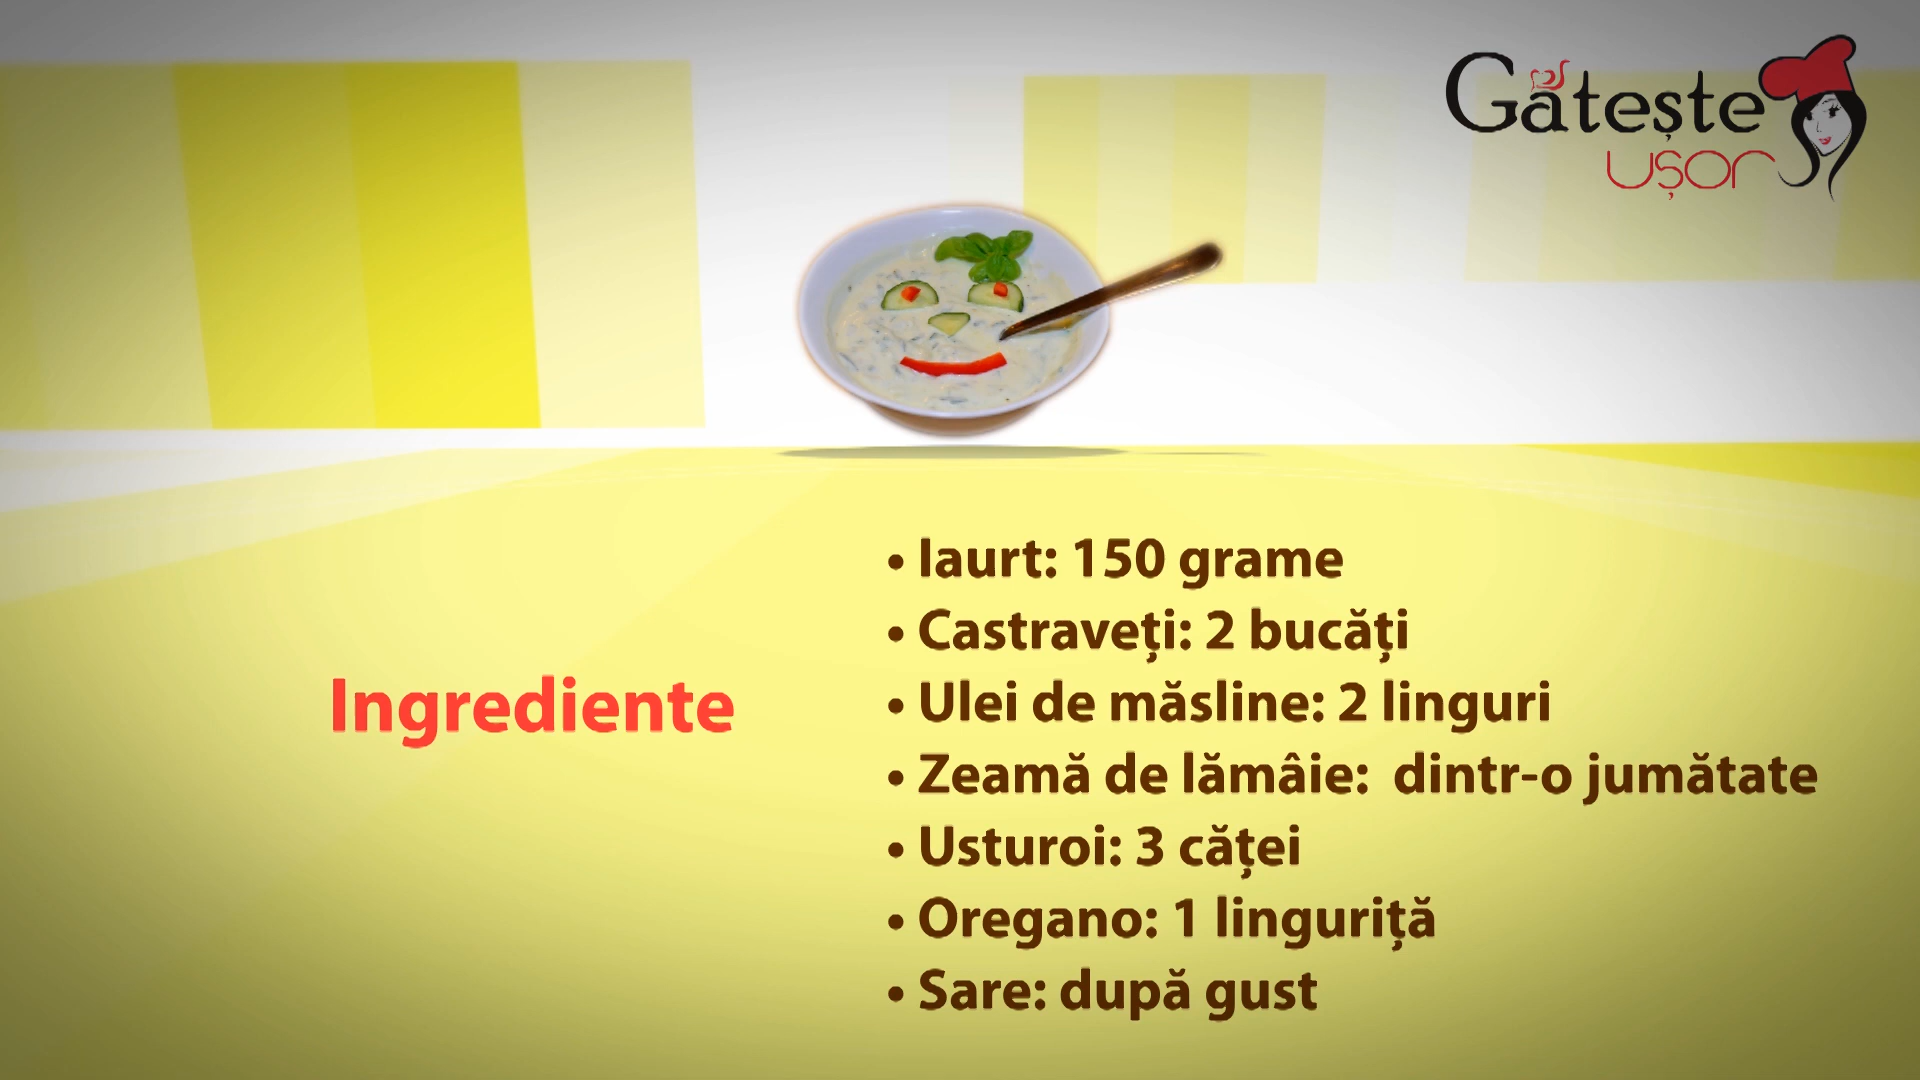 Gătește
ușor
Ingrediente
• Iaurt: 150 grame
• Castraveți: 2 bucăți
• Ulei de măsline: 2 linguri
• Zeamă de lămâie:  dintr-o jumătate
• Usturoi: 3 căței
• Oregano: 1 linguriță
• Sare: după gust